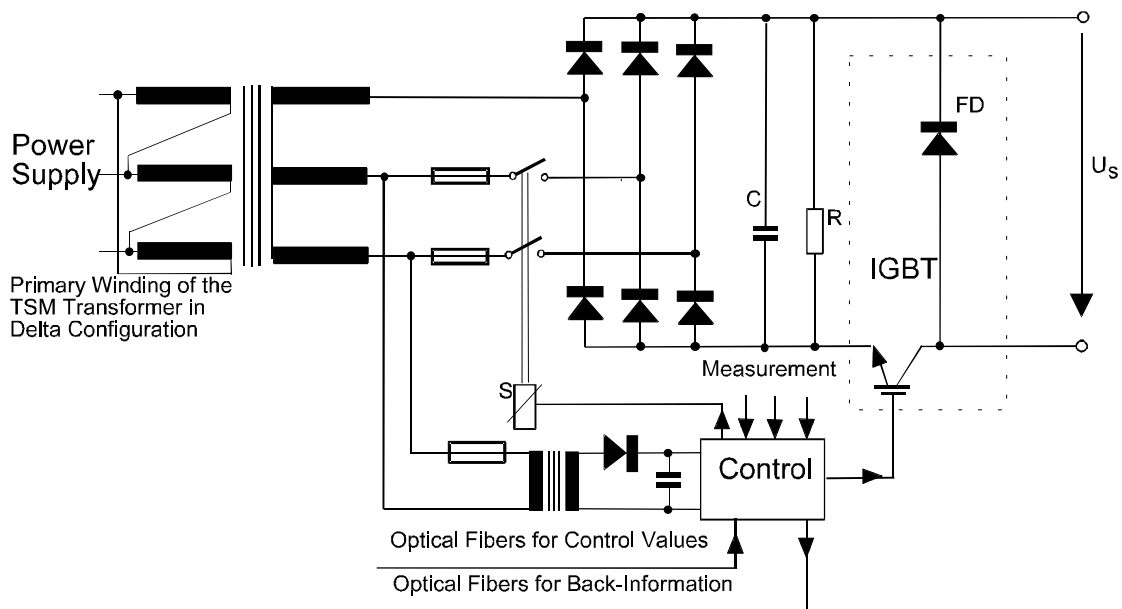 FD
Power
Supply
U_S
C
R
IGBT
Primary Winding of the
TSM Transformer in
Delta Configuration
Measurement
S
Control
Optical Fibers for Control Values
Optical Fibers for Back-Information